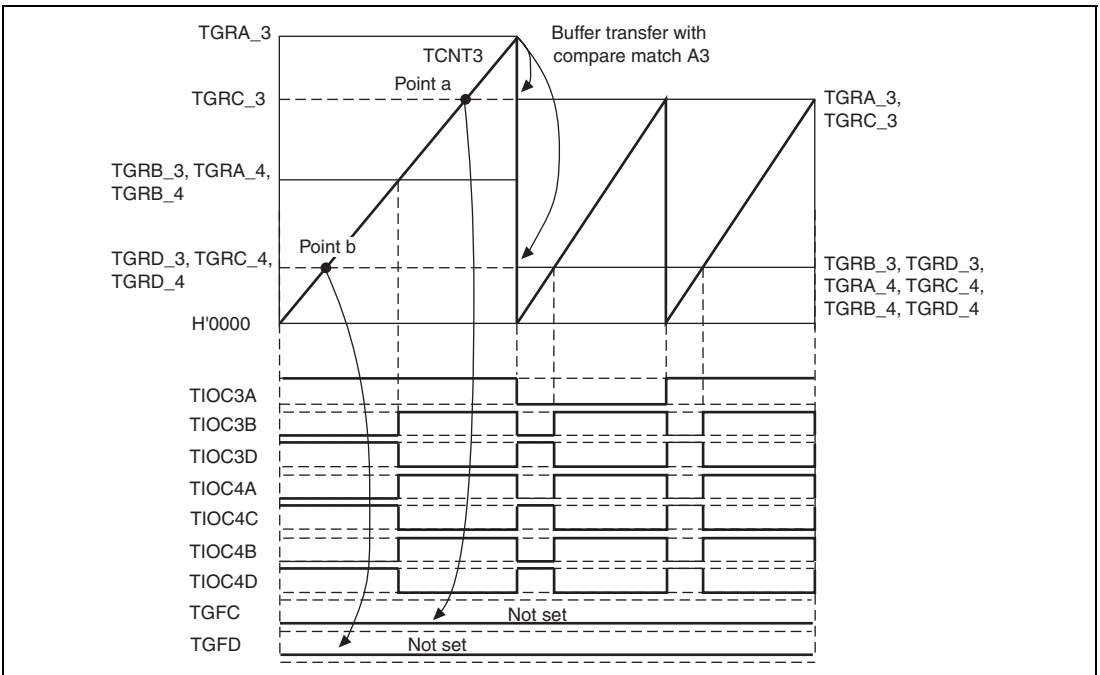 TGRA_3
TCNT3
Buffer transfer with
compare match A3
Point a
TGRC_3
TGRA_3,
TGRC_3
TGRB_3, TGRA_4,
TGRB_4
Point b
TGRD_3, TGRC_4,
TGRD_4
TGRB_3, TGRD_3,
TGRA_4, TGRC_4,
TGRB_4, TGRD_4
H'0000
TIOC3A
TIOC3B
TIOC3D
TIOC4A
TIOC4C
TIOC4B
TIOC4D
TGFC
Not set
TGFD
Not set